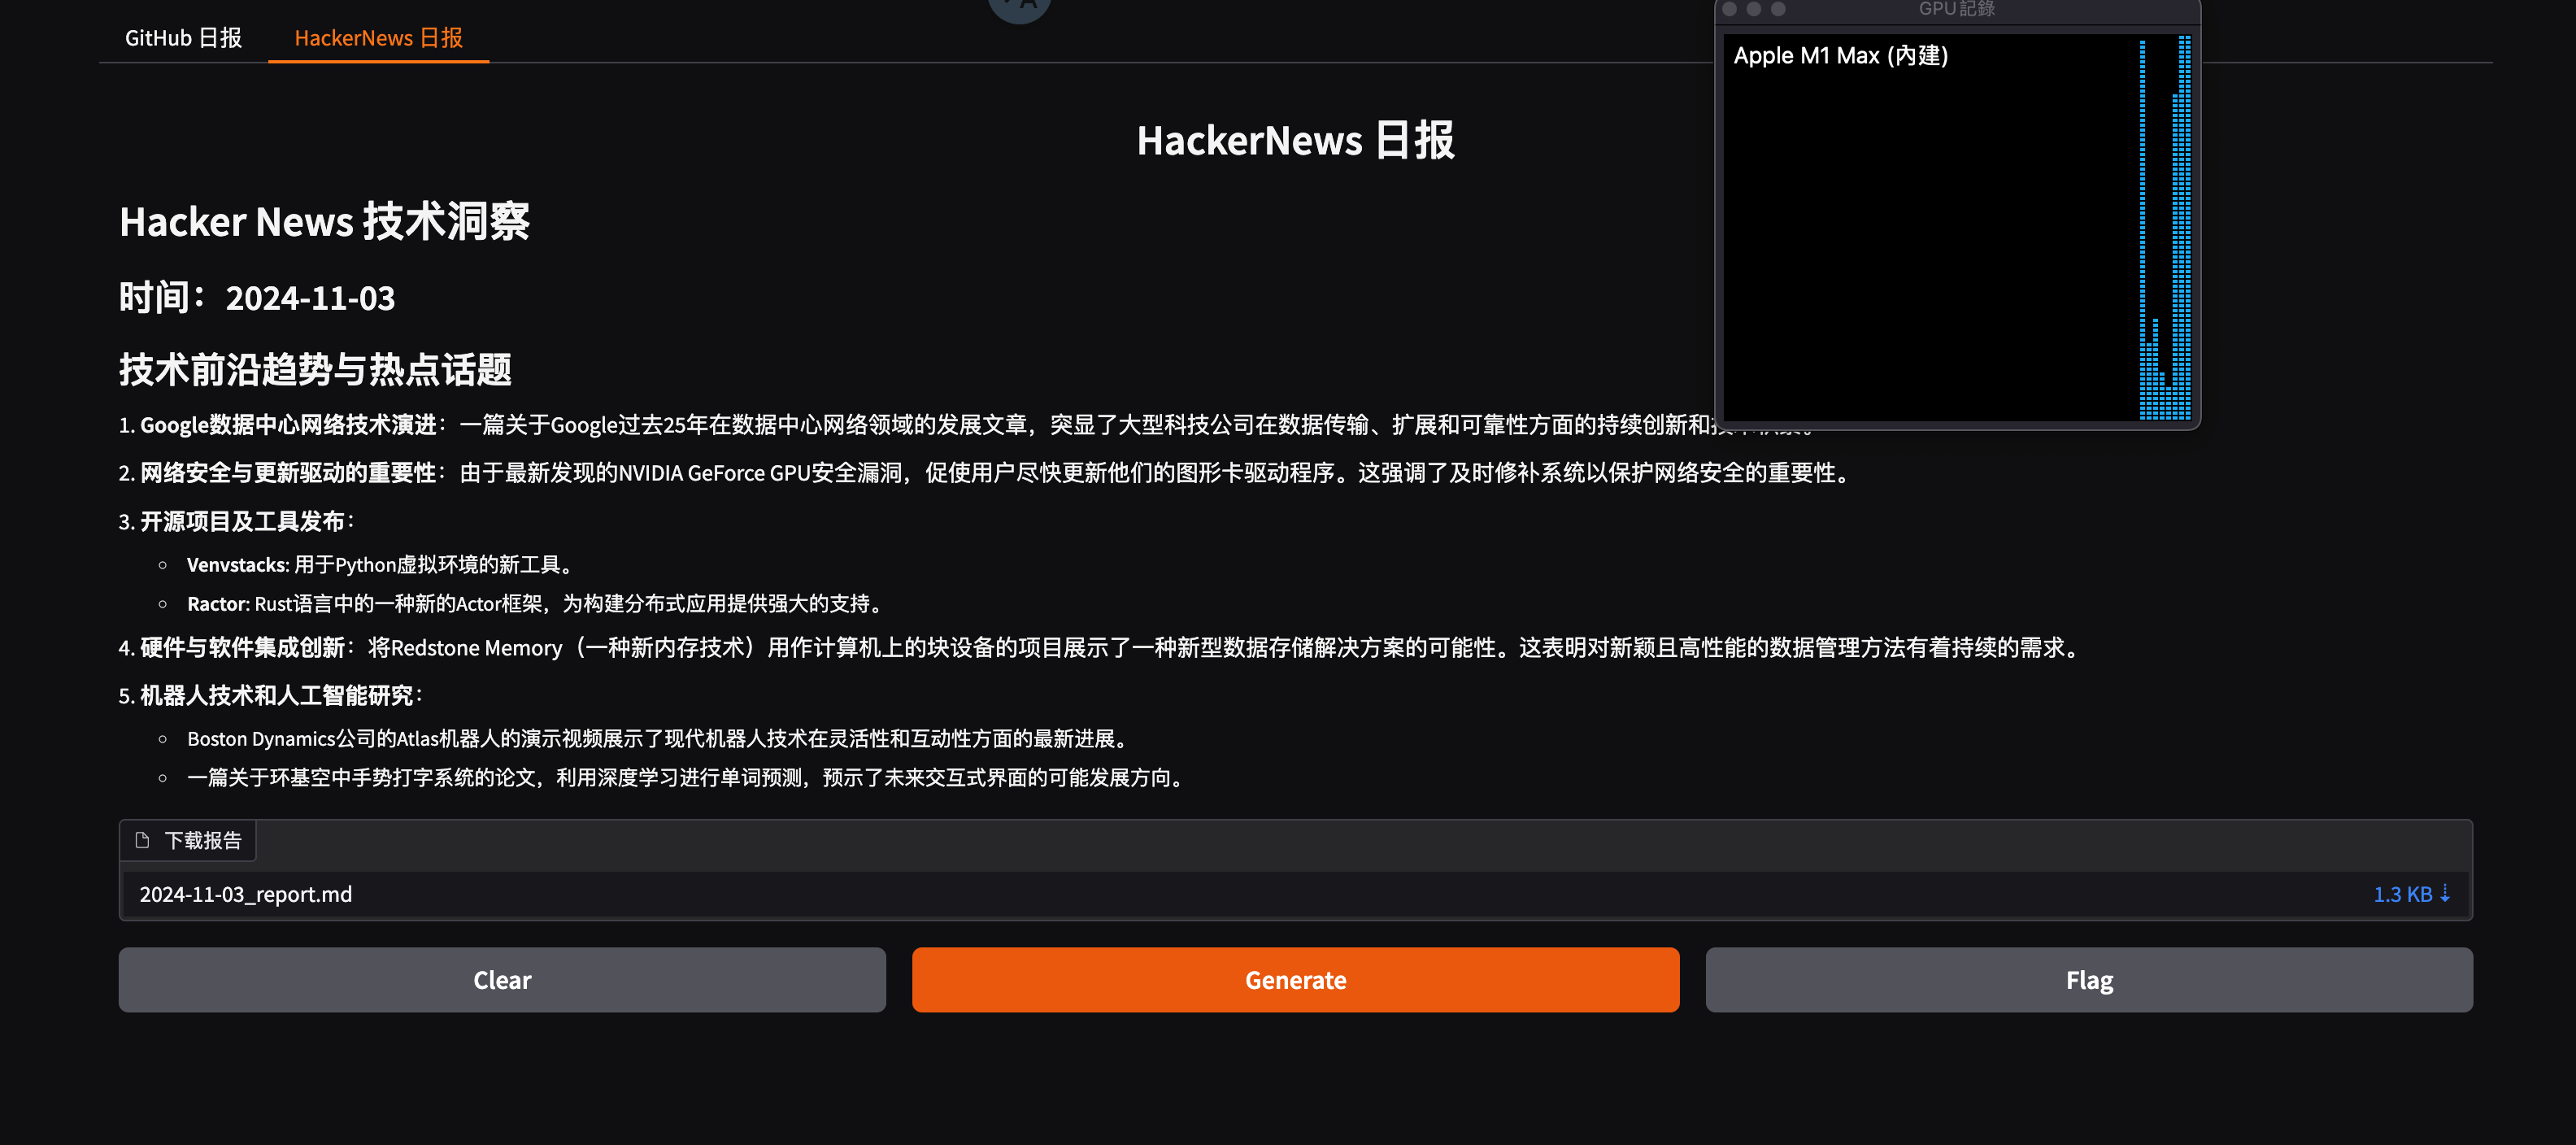 GitHub 日报
HackerNews 日报
GPU記錄
Apple M1 Max (內建)
HackerNews 日报
Hacker News 技术洞察
时间：2024-11-03
技术前沿趋势与热点话题
1. Google数据中心网络技术演进：一篇关于Google过去25年在数据中心网络领域的发展文章，突显了大型科技公司在数据传输、扩展和可靠性方面的持续创新和
2. 网络安全与更新驱动的重要性：由于最新发现的NVIDIA GeForce GPU安全漏洞，促使用户尽快更新他们的图形卡驱动程序。这强调了及时修补系统以保护网络安全的重要性。
3. 开源项目及工具发布：
Venvstacks: 用于Python虚拟环境的新工具。
Ractor: Rust语言中的一种新的Actor框架，为构建分布式应用提供强大的支持。
4. 硬件与软件集成创新：将Redstone Memory（一种新内存技术）用作计算机上的块设备的项目展示了一种新型数据存储解决方案的可能性。这表明对新颖且高性能的数据管理方法有着持续的需求。
5. 机器人技术和人工智能研究：
Boston Dynamics公司的Atlas机器人的演示视频展示了现代机器人技术在灵活性和互动性方面的最新进展。
一篇关于环基空中手势打字系统的论文，利用深度学习进行单词预测，预示了未来交互式界面的可能发展方向。
下载报告
2024-11-03_report.md
1.3 KB ⇣
Clear
Generate
Flag